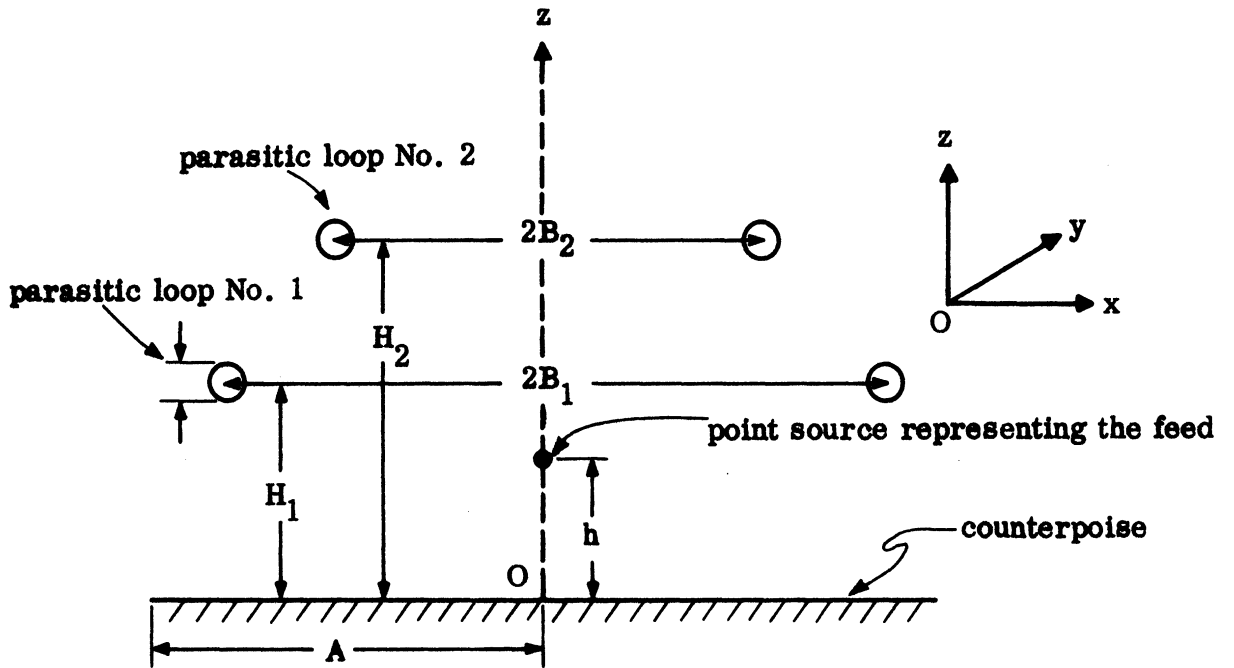 z
parasitic loop No. 2
z
2B₂
y
parasitic loop No. 1
x
O
H₂
2B₁
point source representing the feed
H₁
h
counterpoise
O
A